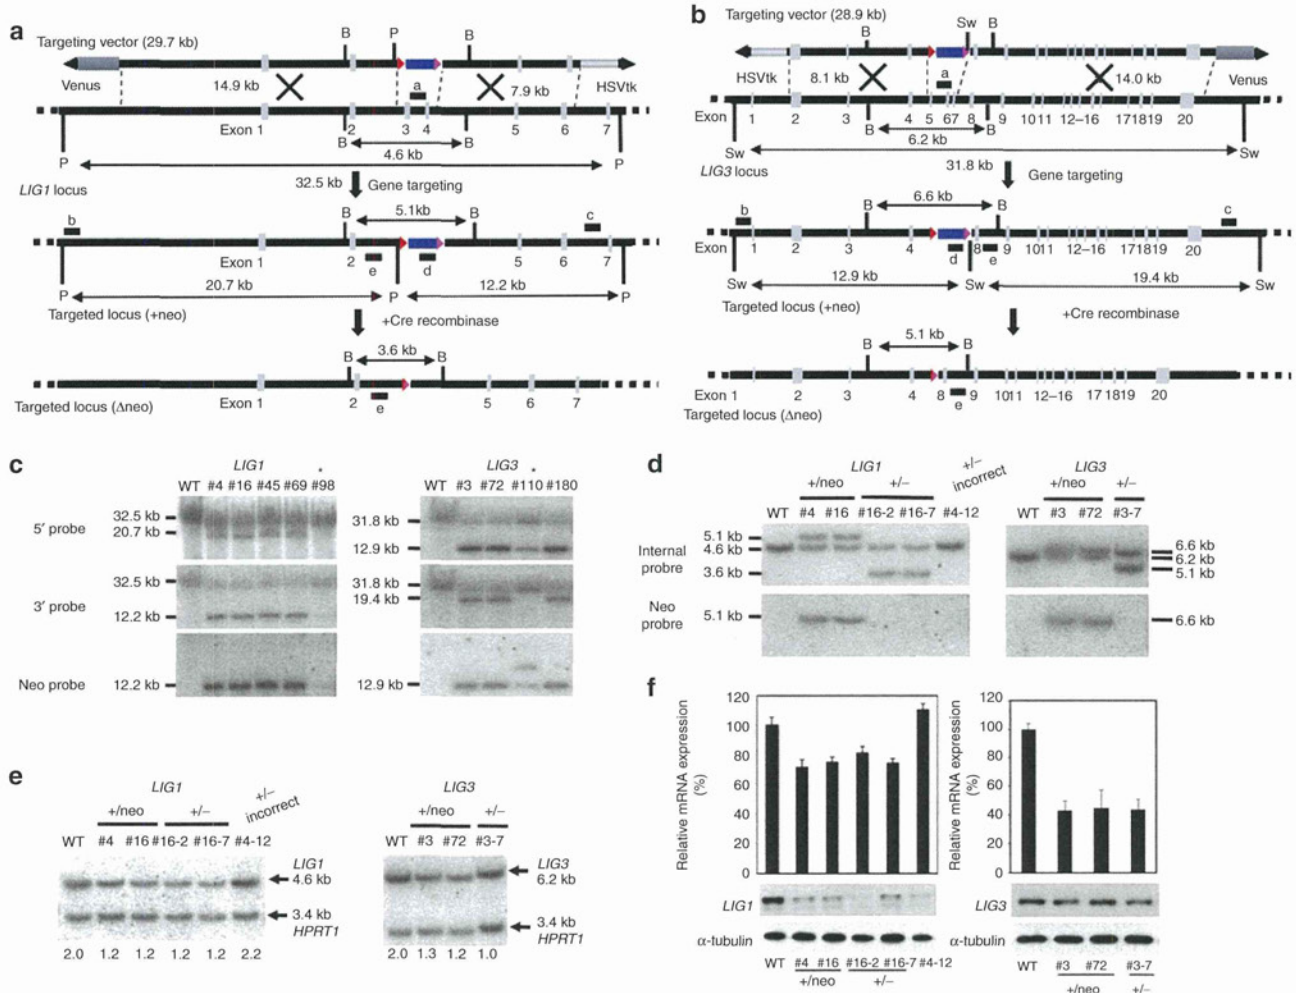 a
Targeting vector (29.7 kb)
B P B
Venus 14.9 kb a 7.9 kb HSVtk
Exon 1 2 3 4 5 6 7
B B
4.6 kb
P P
LIG1 locus
32.5 kb Gene targeting
b B 5.1kb B c
Exon 1 2 e d 5 6 7
P 20.7 kb P 12.2 kb P
Targeted locus (+neo)
+Cre recombinase
B 3.6 kb B
Targeted locus (Δneo) Exon 1 2 e 5 6 7
b
Targeting vector (28.9 kb)
B Sw B
HSVtk 8.1 kb a 14.0 kb Venus
Exon 1 2 3 4 5 67 8 9 1011 12–16 171819 20
B B
6.2 kb
Sw Sw
LIG3 locus
31.8 kb Gene targeting
b B 6.6 kb B c
Exon 1 2 3 4 d 8 e 9 1011 12–16 171819 20
Sw 12.9 kb Sw 19.4 kb Sw
Targeted locus (+neo)
+Cre recombinase
B 5.1 kb B
Exon 1 2 3 4 8 e 9 1011 12–16 171819 20
Targeted locus (Δneo)
c
LIG1 *
WT #4 #16 #45 #69 #98
5′ probe
32.5 kb
20.7 kb
3′ probe
32.5 kb
12.2 kb
Neo probe
12.2 kb
LIG3 *
WT #3 #72 #110 #180
31.8 kb
12.9 kb
31.8 kb
19.4 kb
12.9 kb
d
LIG1
+/neo +/− +/− incorrect
WT #4 #16 #16-2 #16-7 #4-12
Internal probre
5.1 kb
4.6 kb
3.6 kb
Neo probre
5.1 kb
LIG3
+/neo +/−
WT #3 #72 #3-7
6.6 kb
6.2 kb
5.1 kb
6.6 kb
e
LIG1
+/neo +/− +/− incorrect
WT #4 #16 #16-2 #16-7 #4-12
LIG1
4.6 kb
3.4 kb
HPRT1
2.0 1.2 1.2 1.2 1.2 2.2
LIG3
+/neo +/−
WT #3 #72 #3-7
LIG3
6.2 kb
3.4 kb
HPRT1
2.0 1.3 1.2 1.0
f
Relative mRNA expression (%)
120
100
80
60
40
20
0
LIG1
α-tubulin
WT #4 #16 #16-2 #16-7 #4-12
+/neo +/−
Relative mRNA expression (%)
120
100
80
60
40
20
0
LIG3
α-tubulin
WT #3 #72 #3-7
+/neo +/−